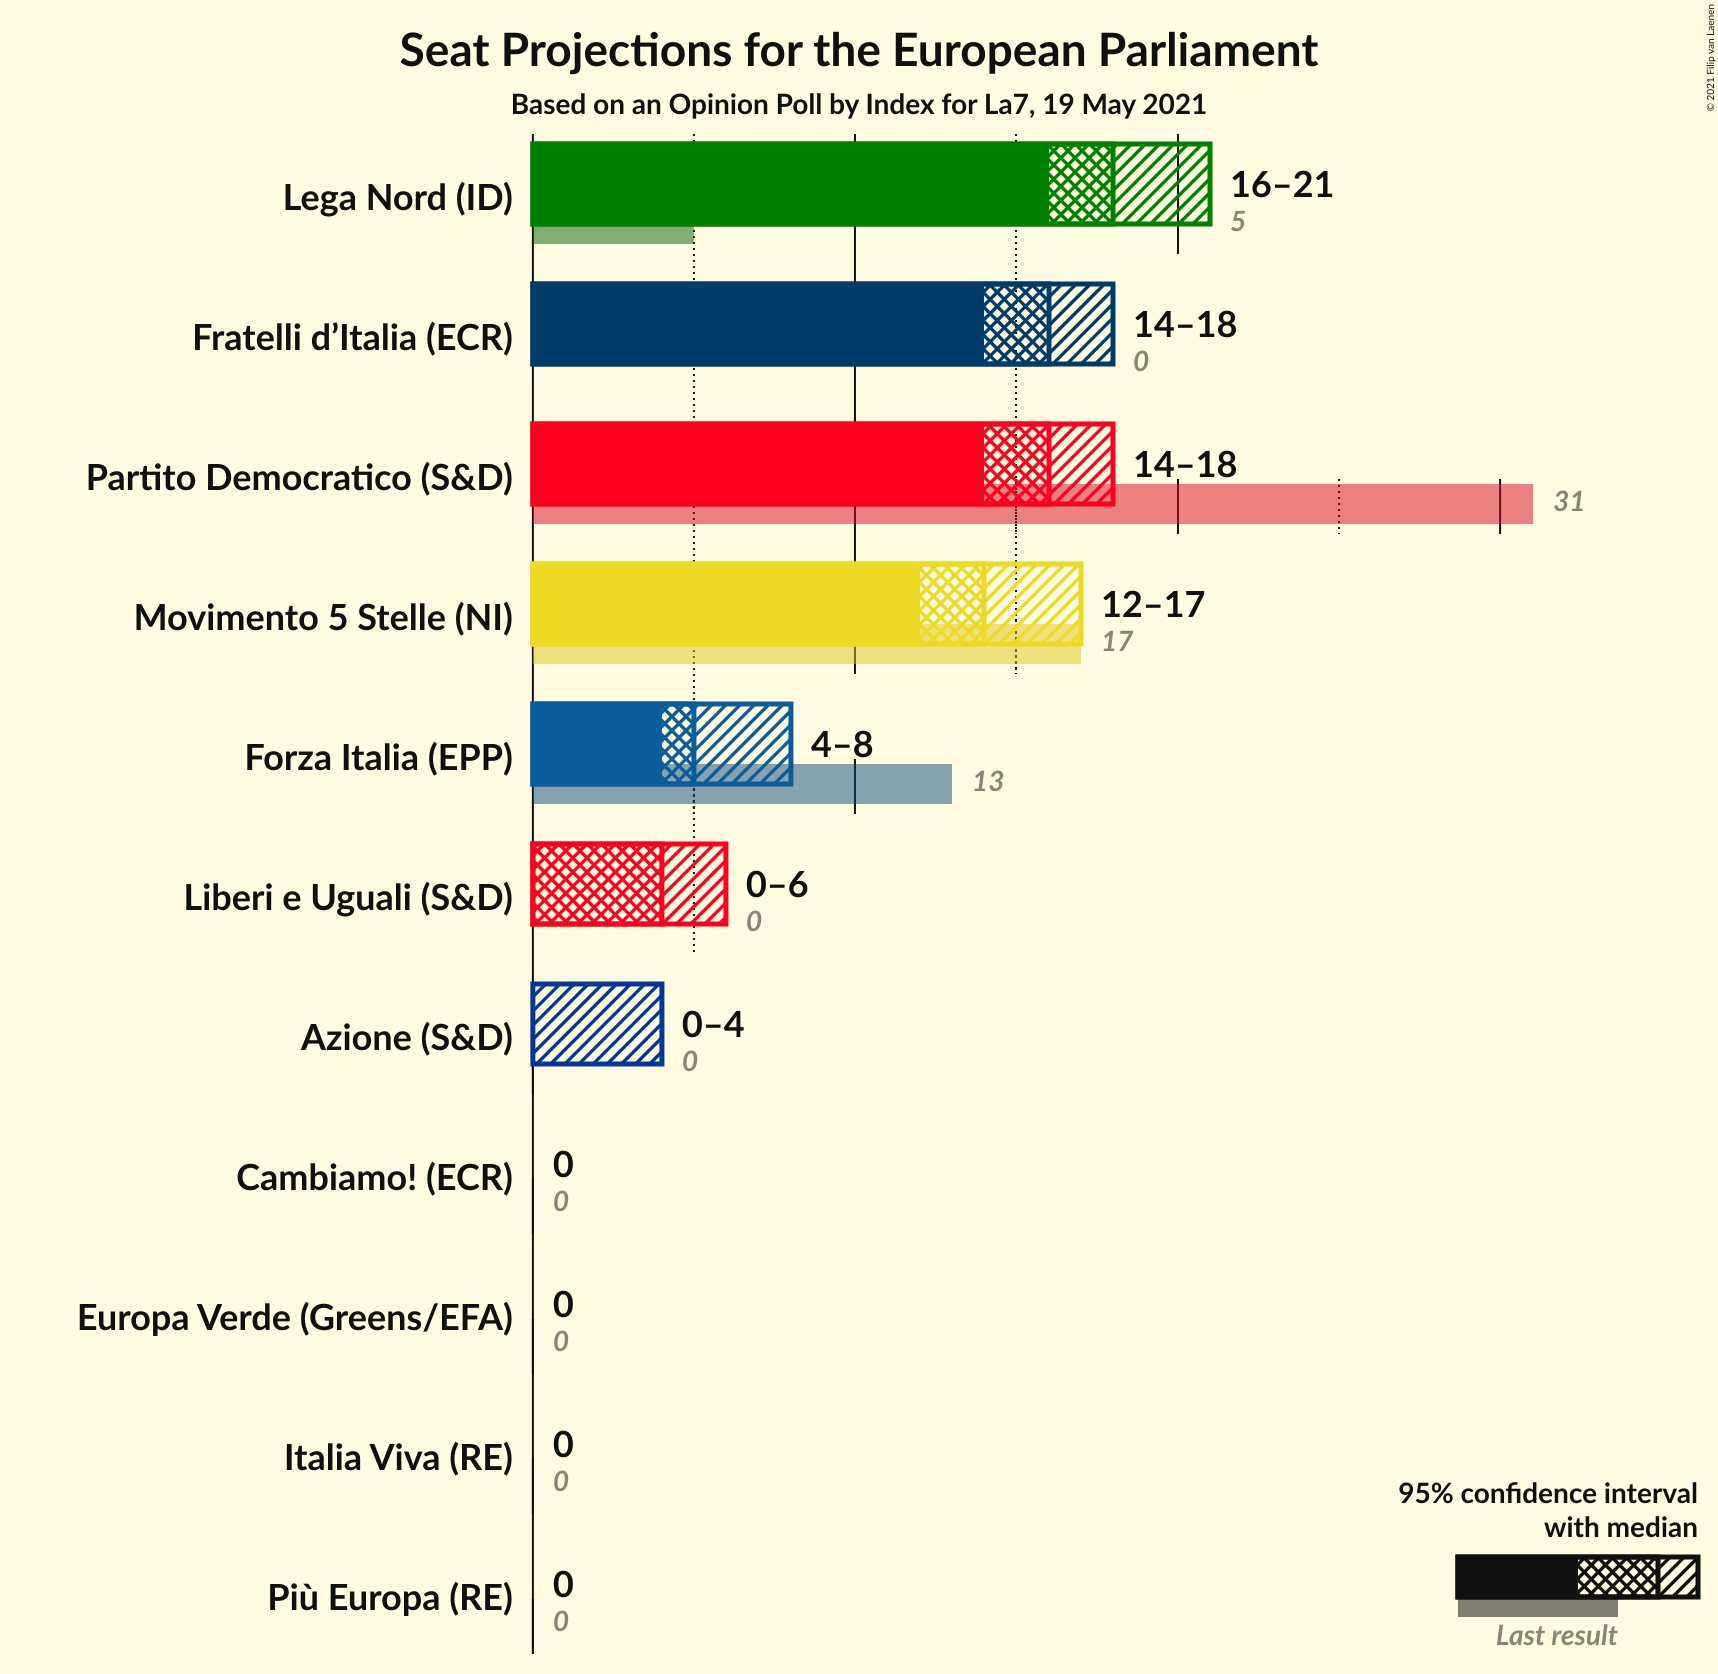 Seat Projections for the European Parliament
Based on an Opinion Poll by Index for La7, 19 May 2021
© 2021 Filip van Laenen
Lega Nord (ID)
16–21
5
Fratelli d’Italia (ECR)
14–18
0
Partito Democratico (S&D)
14–18
31
Movimento 5 Stelle (NI)
12–17
17
Forza Italia (EPP)
4–8
13
Liberi e Uguali (S&D)
0–6
0
Azione (S&D)
0–4
0
Cambiamo! (ECR)
0
0
Europa Verde (Greens/EFA)
0
0
Italia Viva (RE)
0
0
Più Europa (RE)
0
0
95% confidence interval
with median
Last result